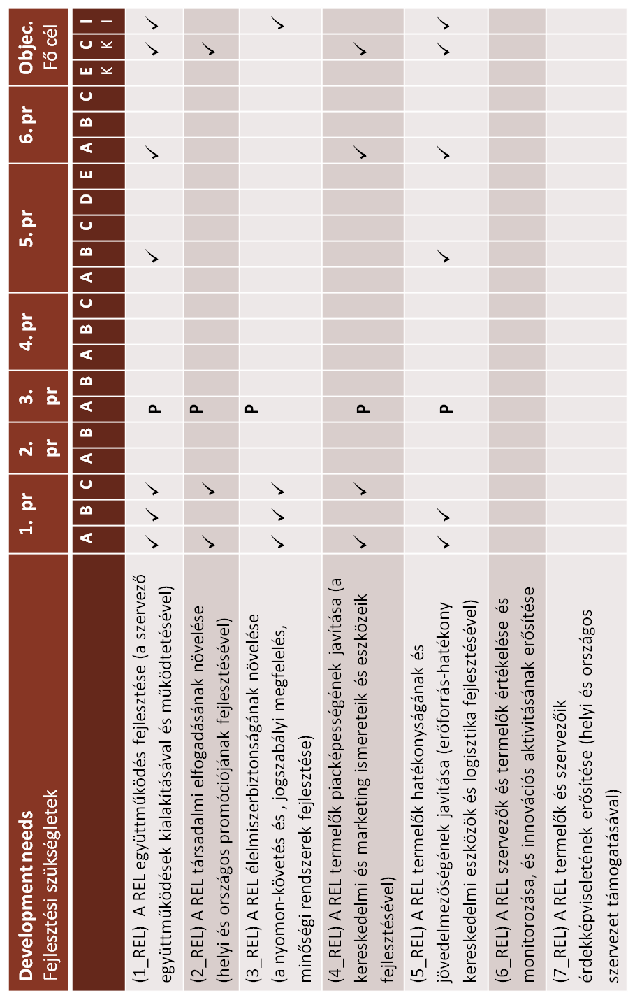 Development needs
Fejlesztési szükségletek
1. pr
2.
pr
3.
pr
4. pr
5. pr
6. pr
Objec.
Fő cél
A B C A B A B A B C A B C D E A B C E C I
K K I
(1_REL) A REL együttműködés fejlesztése (a szervező
együttműködések kialakításával és működtetésével)
✓ ✓ ✓ P ✓ ✓ ✓ ✓
(2_REL) A REL társadalmi elfogadásának növelése
(helyi és országos promóciójának fejlesztésével)
✓ ✓ P ✓
(3_REL) A REL élelmiszerbiztonságának növelése
(a nyomon-követés és , jogszabályi megfelelés,
minőségi rendszerek fejlesztése)
✓ ✓ ✓ P ✓
(4_REL) A REL termelők piacképességének javítása (a
kereskedelmi és marketing ismereteik és eszközeik
fejlesztésével)
✓ ✓ P ✓ ✓
(5_REL) A REL termelők hatékonyságának és
jövedelmezőségének javítása (erőforrás-hatékony
kereskedelmi eszközök és logisztika fejlesztésével)
✓ ✓ P ✓ ✓ ✓ ✓
(6_REL) A REL szervezők és termelők értékelése és
monitorozása, és innovációs aktivitásának erősítése
(7_REL) A REL termelők és szervezőik
érdekképviseletének erősítése (helyi és országos
szervezet támogatásával)